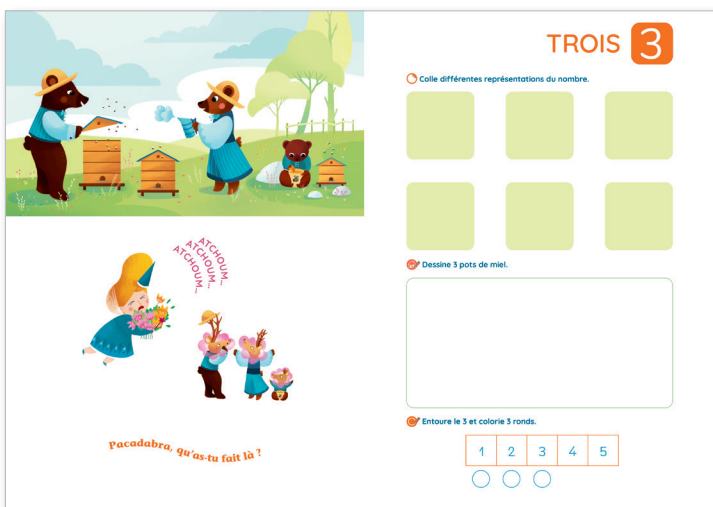 ATCHOUM...
ATCHOUM...
ATCHOUM...
Pacadabra, qu'as-tu fait là ?
TROIS 3
Colle différentes représentations du nombre.
Dessine 3 pots de miel.
Entoure le 3 et colorie 3 ronds.
1 2 3 4 5